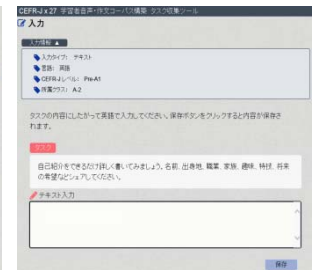 CEFR-J x 27 学習者音声・作文コーパス構築 タスク収集ツール
入力
入力情報 ▲
入力タイプ: テキスト
言語: 英語
CEFR-Jレベル: Pre-A1
所属クラス: A-2
タスクの内容にしたがって英語で入力してください。保存ボタンをクリックすると内容が保存さ
れます。
タスク
自己紹介をできるだけ詳しく書いてみましょう。名前、出身地、職業、家族、趣味、特技、将来
の希望などシェアしてください。
テキスト入力
保存